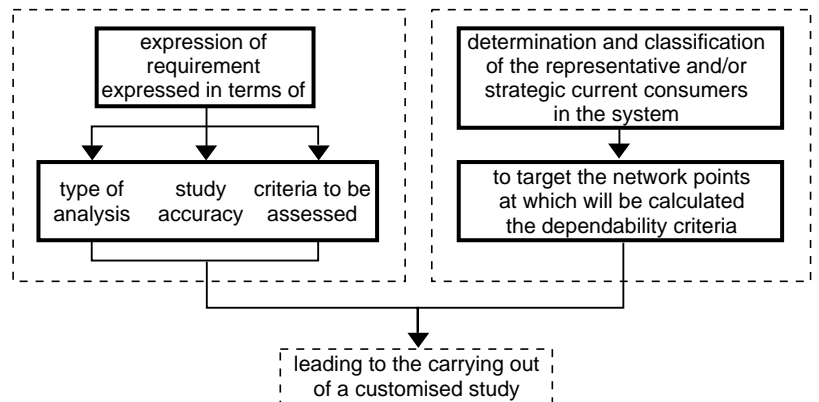 expression of
requirement
expressed in terms of
type of
analysis
study
accuracy
criteria to be
assessed
determination and classification
of the representative and/or
strategic current consumers
in the system
to target the network points
at which will be calculated
the dependability criteria
leading to the carrying out
of a customised study